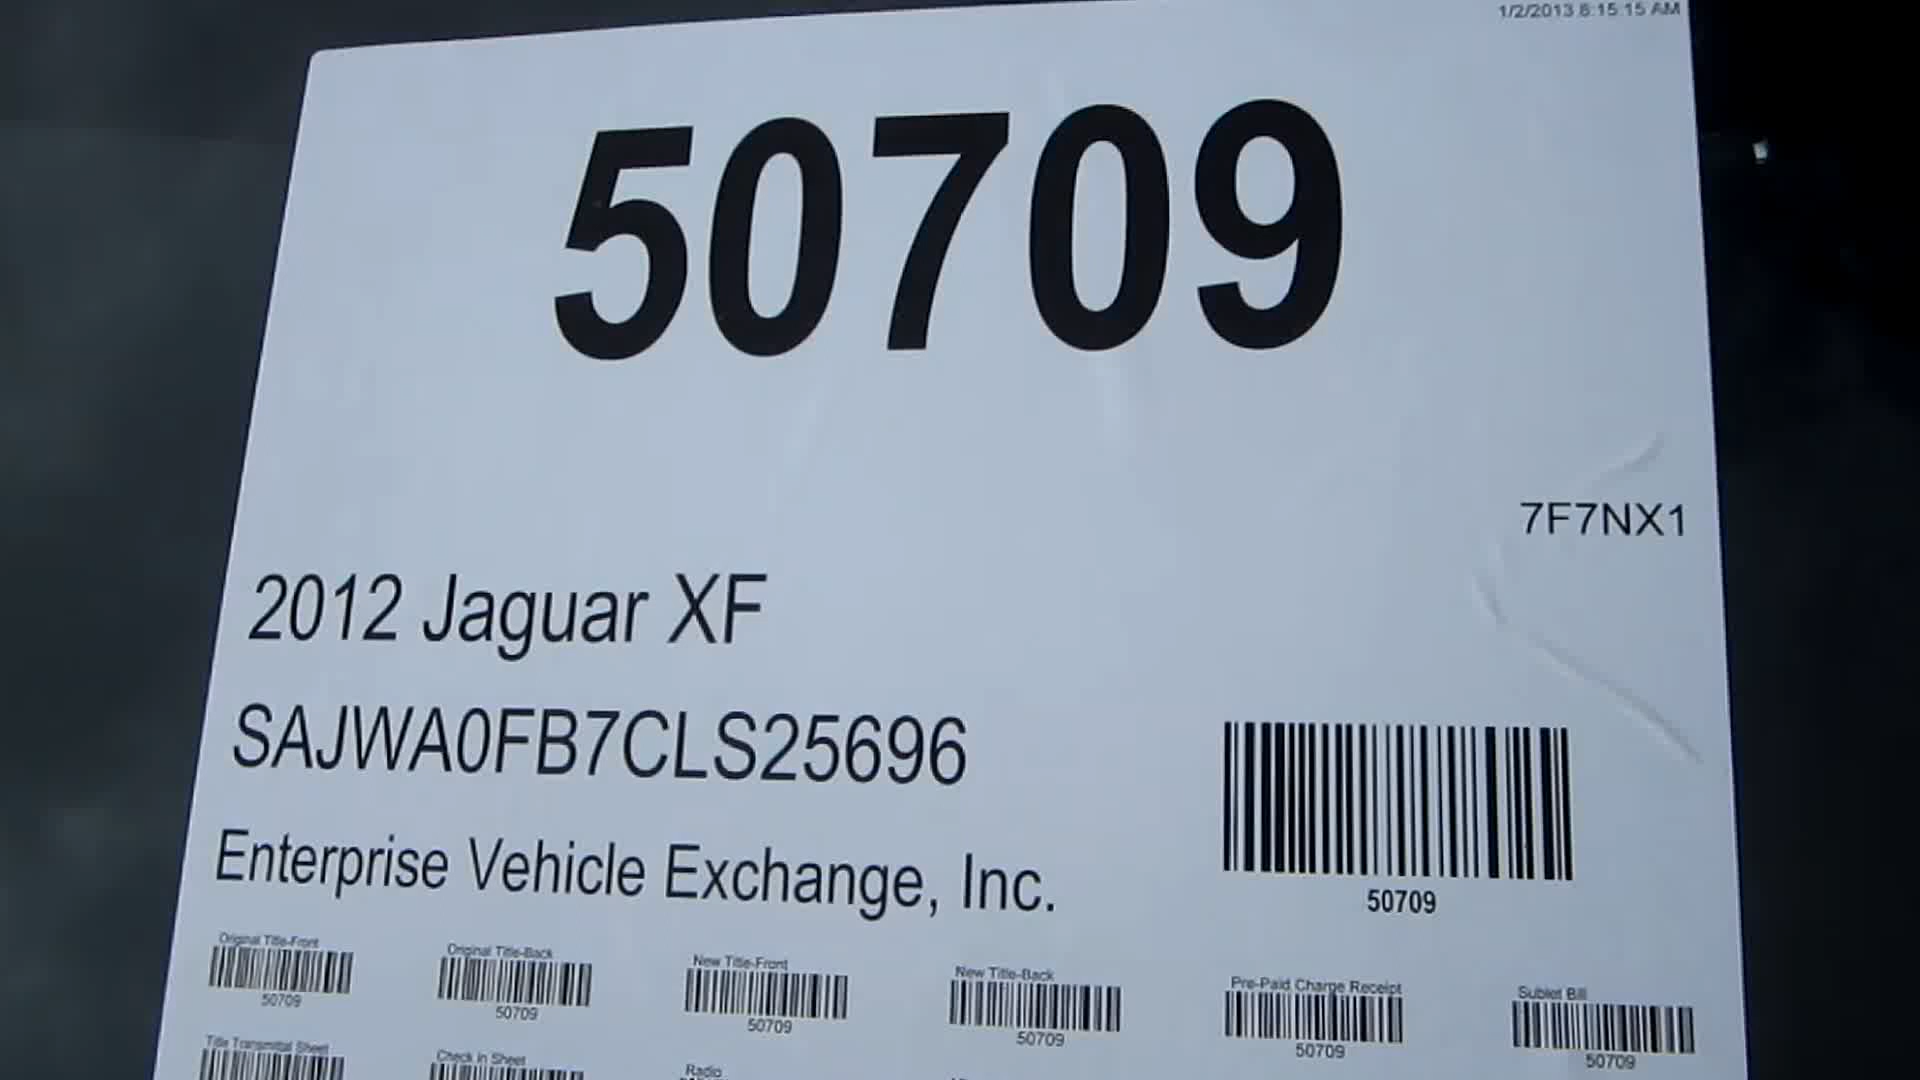 1/2/2013 8:15:15 AM
50709
7F7NX1
2012 Jaguar XF
SAJWA0FB7CLS25696
Enterprise Vehicle Exchange, Inc.
50709
Original Title-Front
Original Title-Back
New Title-Front
New Title-Back
Pre-Paid Charge Receipt
Sublet Bill
50709
50709
50709
50709
50709
50709
Title Transmittal Sheet
Check In Sheet
Radio